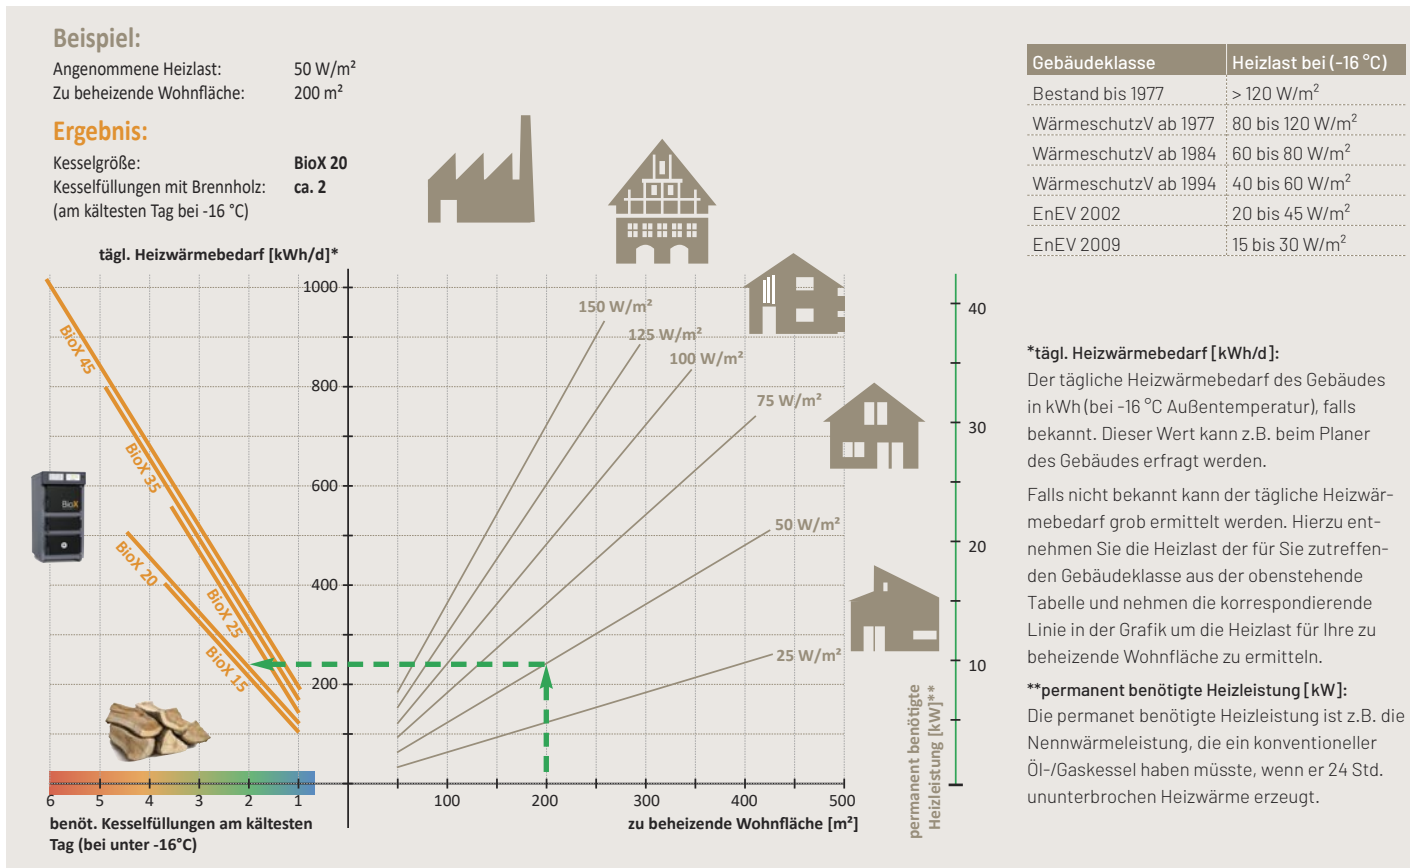 Beispiel:
Angenommene Heizlast: 50 W/m²
Zu beheizende Wohnfläche: 200 m²
Ergebnis:
Kesselgröße: BioX 20
Kesselfüllungen mit Brennholz: ca. 2
(am kältesten Tag bei -16 °C)
tägl. Heizwärmebedarf [kWh/d]*
1000
800
600
400
200
BioX 45
BioX 35
BioX 25
BioX 20
BioX 15
BioX
6 5 4 3 2 1
benöt. Kesselfüllungen am kältesten
Tag (bei unter -16°C)
150 W/m²
125 W/m²
100 W/m²
75 W/m²
50 W/m²
25 W/m²
100 200 300 400 500
zu beheizende Wohnfläche [m²]
40
30
20
10
permanent benötigte
Heizleistung [kW]**
Gebäudeklasse Heizlast bei (-16 °C)
Bestand bis 1977 > 120 W/m²
WärmeschutzV ab 1977 80 bis 120 W/m²
WärmeschutzV ab 1984 60 bis 80 W/m²
WärmeschutzV ab 1994 40 bis 60 W/m²
EnEV 2002 20 bis 45 W/m²
EnEV 2009 15 bis 30 W/m²
*tägl. Heizwärmebedarf [kWh/d]:
Der tägliche Heizwärmebedarf des Gebäudes
in kWh (bei -16 °C Außentemperatur), falls
bekannt. Dieser Wert kann z.B. beim Planer
des Gebäudes erfragt werden.
Falls nicht bekannt kann der tägliche Heizwär-
mebedarf grob ermittelt werden. Hierzu ent-
nehmen Sie die Heizlast der für Sie zutreffen-
den Gebäudeklasse aus der obenstehende
Tabelle und nehmen die korrespondierende
Linie in der Grafik um die Heizlast für Ihre zu
beheizende Wohnfläche zu ermitteln.
**permanent benötigte Heizleistung [kW]:
Die permanet benötigte Heizleistung ist z.B. die
Nennwärmeleistung, die ein konventioneller
Öl-/Gaskessel haben müsste, wenn er 24 Std.
ununterbrochen Heizwärme erzeugt.